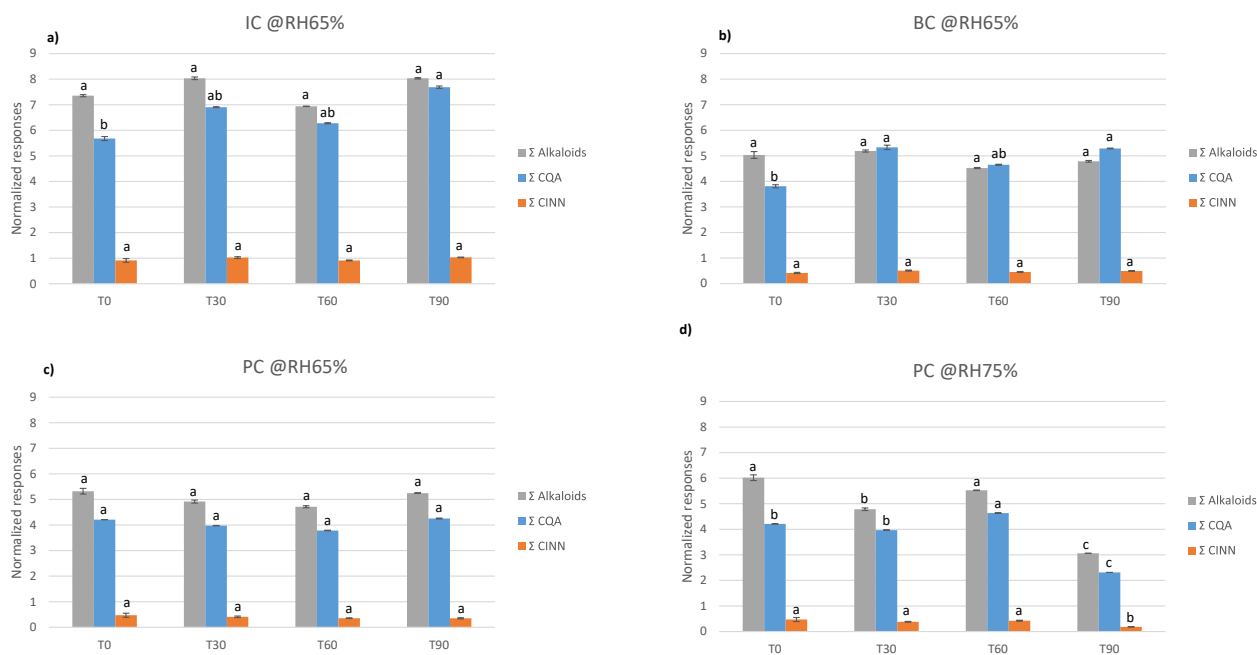 a)
IC @RH65%
Normalized responses
9
8
7
6
5
4
3
2
1
0
a
b
a
a
ab
a
a
ab
a
a
a
a
T0
T30
T60
T90
Σ Alkaloids
Σ CQA
Σ CINN
b)
BC @RH65%
Normalized responses
9
8
7
6
5
4
3
2
1
0
a
b
a
a
a
a
a
ab
a
a
a
a
T0
T30
T60
T90
Σ Alkaloids
Σ CQA
Σ CINN
c)
PC @RH65%
Normalized responses
9
8
7
6
5
4
3
2
1
0
a
a
a
a
a
a
a
a
a
a
a
a
T0
T30
T60
T90
Σ Alkaloids
Σ CQA
Σ CINN
d)
PC @RH75%
Normalized responses
9
8
7
6
5
4
3
2
1
0
a
b
a
b
b
a
a
a
a
c
c
b
T0
T30
T60
T90
Σ Alkaloids
Σ CQA
Σ CINN